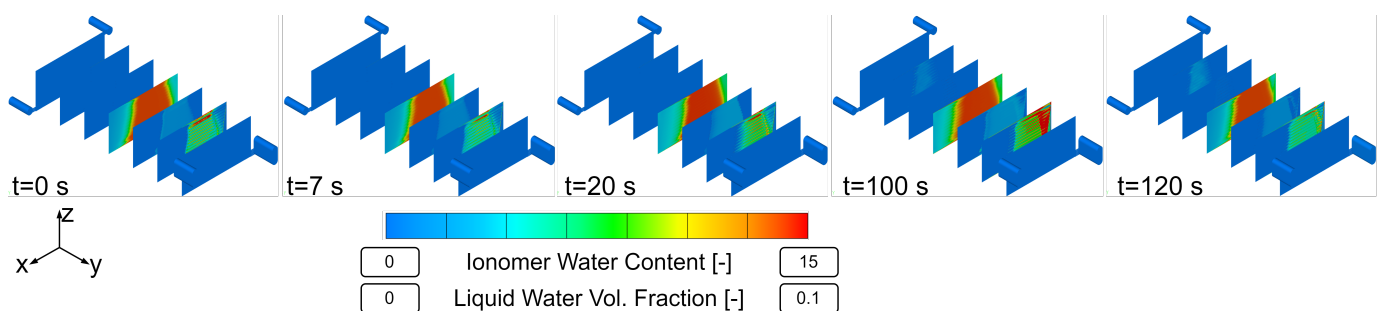 t=0 s
t=7 s
t=20 s
t=100 s
t=120 s
z
x
y
0 Ionomer Water Content [-] 15
0 Liquid Water Vol. Fraction [-] 0.1